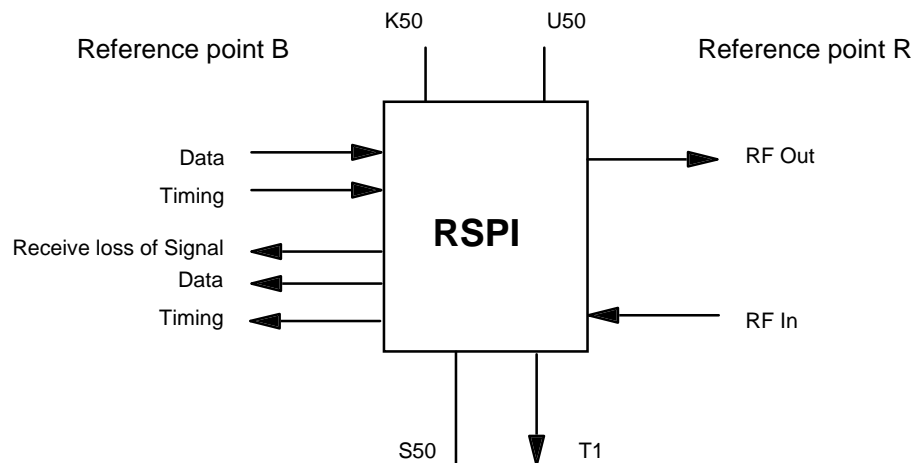 K50
U50
Reference point B
Reference point R
Data
RF Out
Timing
RSPI
Receive loss of Signal
Data
Timing
RF In
S50
T1